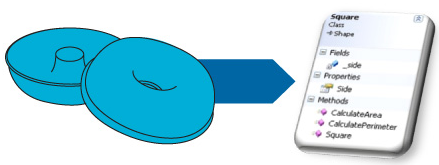 Square
Class
Shape
Fields
_side
Properties
Side
Methods
CalculateArea
CalculatePerimeter
Square